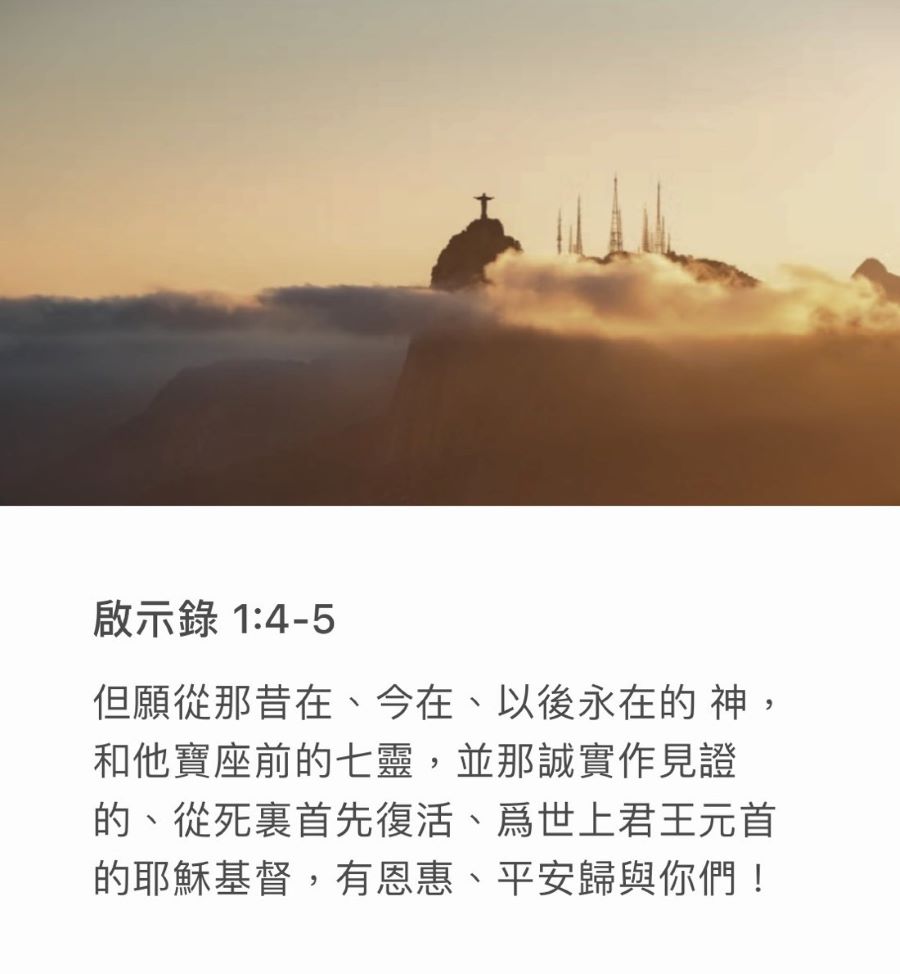 啟示錄 1:4-5
但願從那昔在、今在、以後永在的 神，
和他寶座前的七靈，並那誠實作見證
的、從死裏首先復活、爲世上君王元首
的耶穌基督，有恩惠、平安歸與你們！